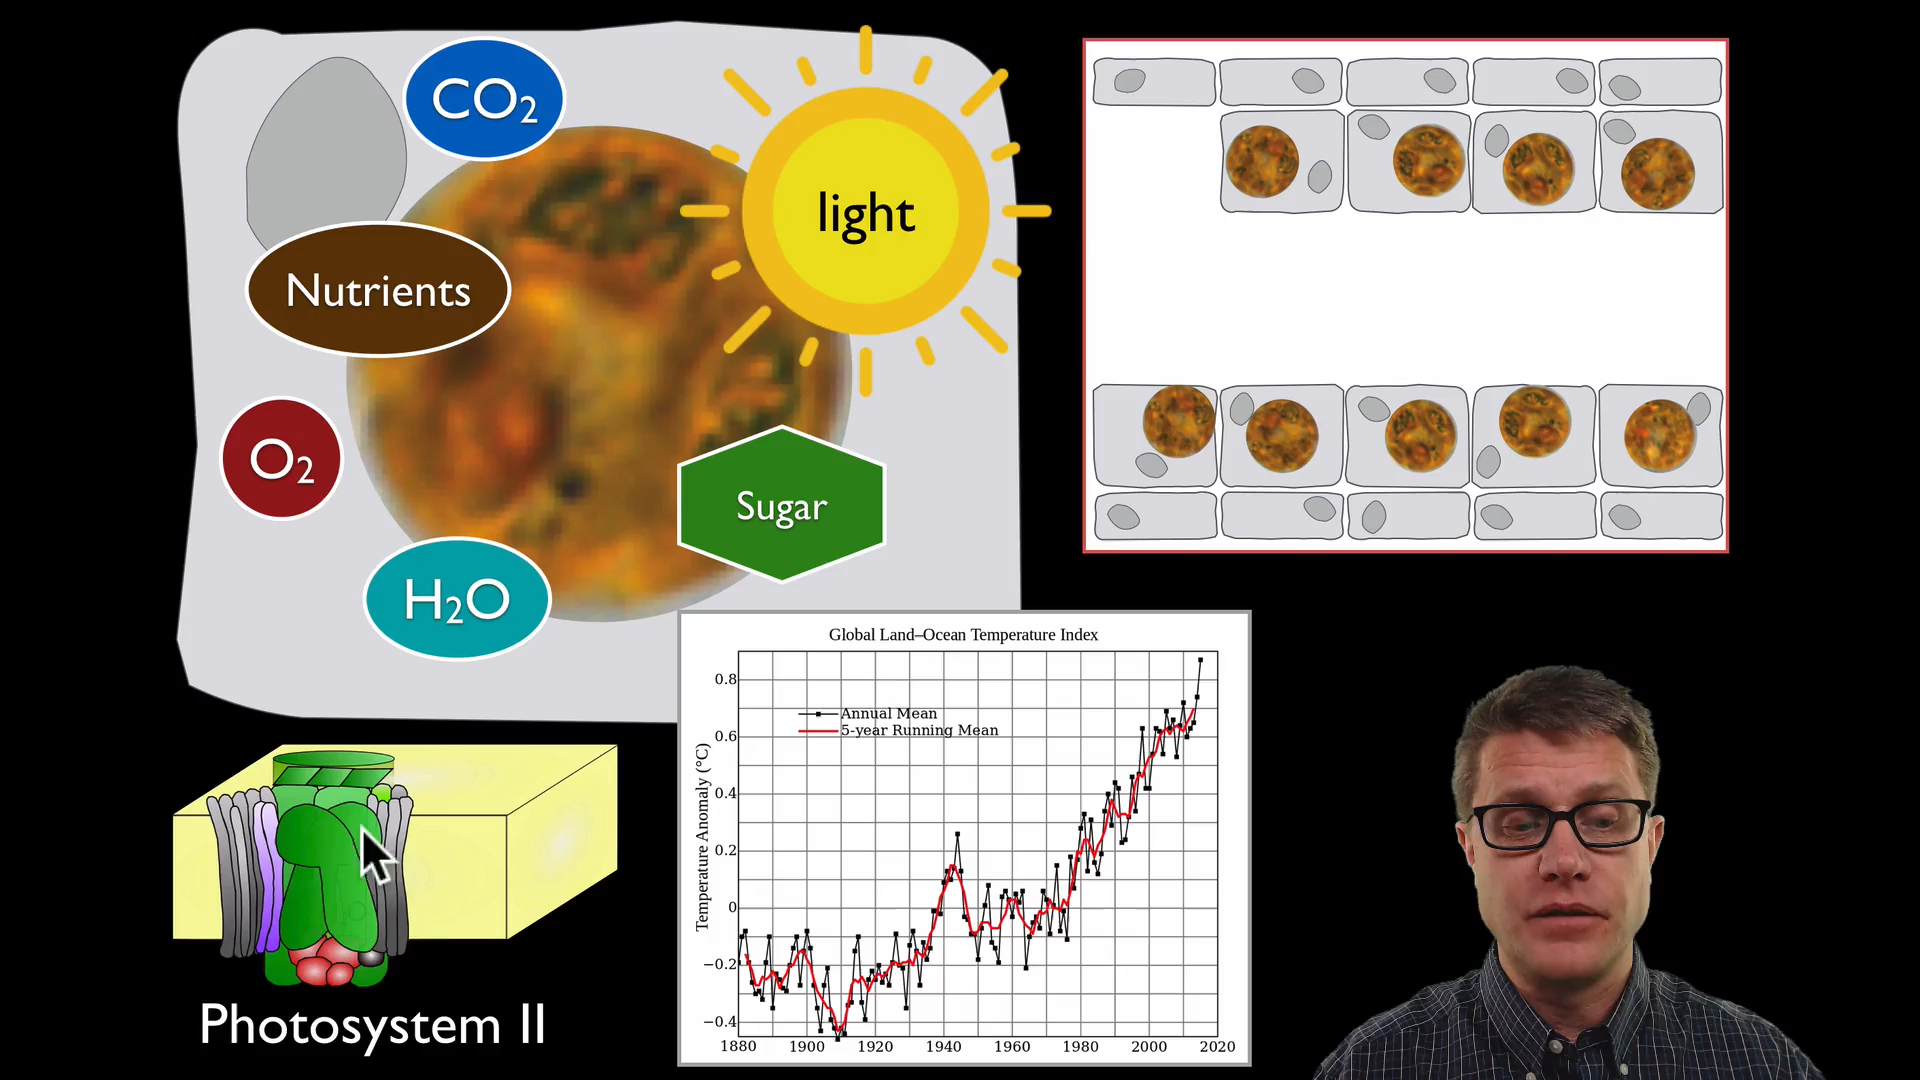 CO₂
light
Nutrients
O₂
Sugar
H₂O
Photosystem II
Global Land–Ocean Temperature Index
Annual Mean
5-year Running Mean
Temperature Anomaly (°C)
0.8
0.6
0.4
0.2
0
−0.2
−0.4
1880 1900 1920 1940 1960 1980 2000 2020